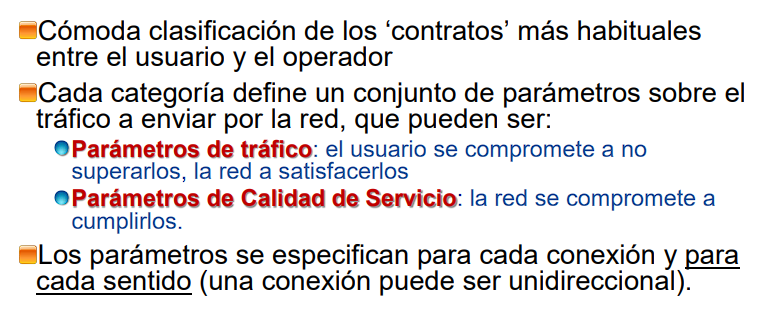 Cómoda clasificación de los ‘contratos’ más habituales
entre el usuario y el operador
Cada categoría define un conjunto de parámetros sobre el
tráfico a enviar por la red, que pueden ser:
Parámetros de tráfico: el usuario se compromete a no
superarlos, la red a satisfacerlos
Parámetros de Calidad de Servicio: la red se compromete a
cumplirlos.
Los parámetros se especifican para cada conexión y para
cada sentido (una conexión puede ser unidireccional).